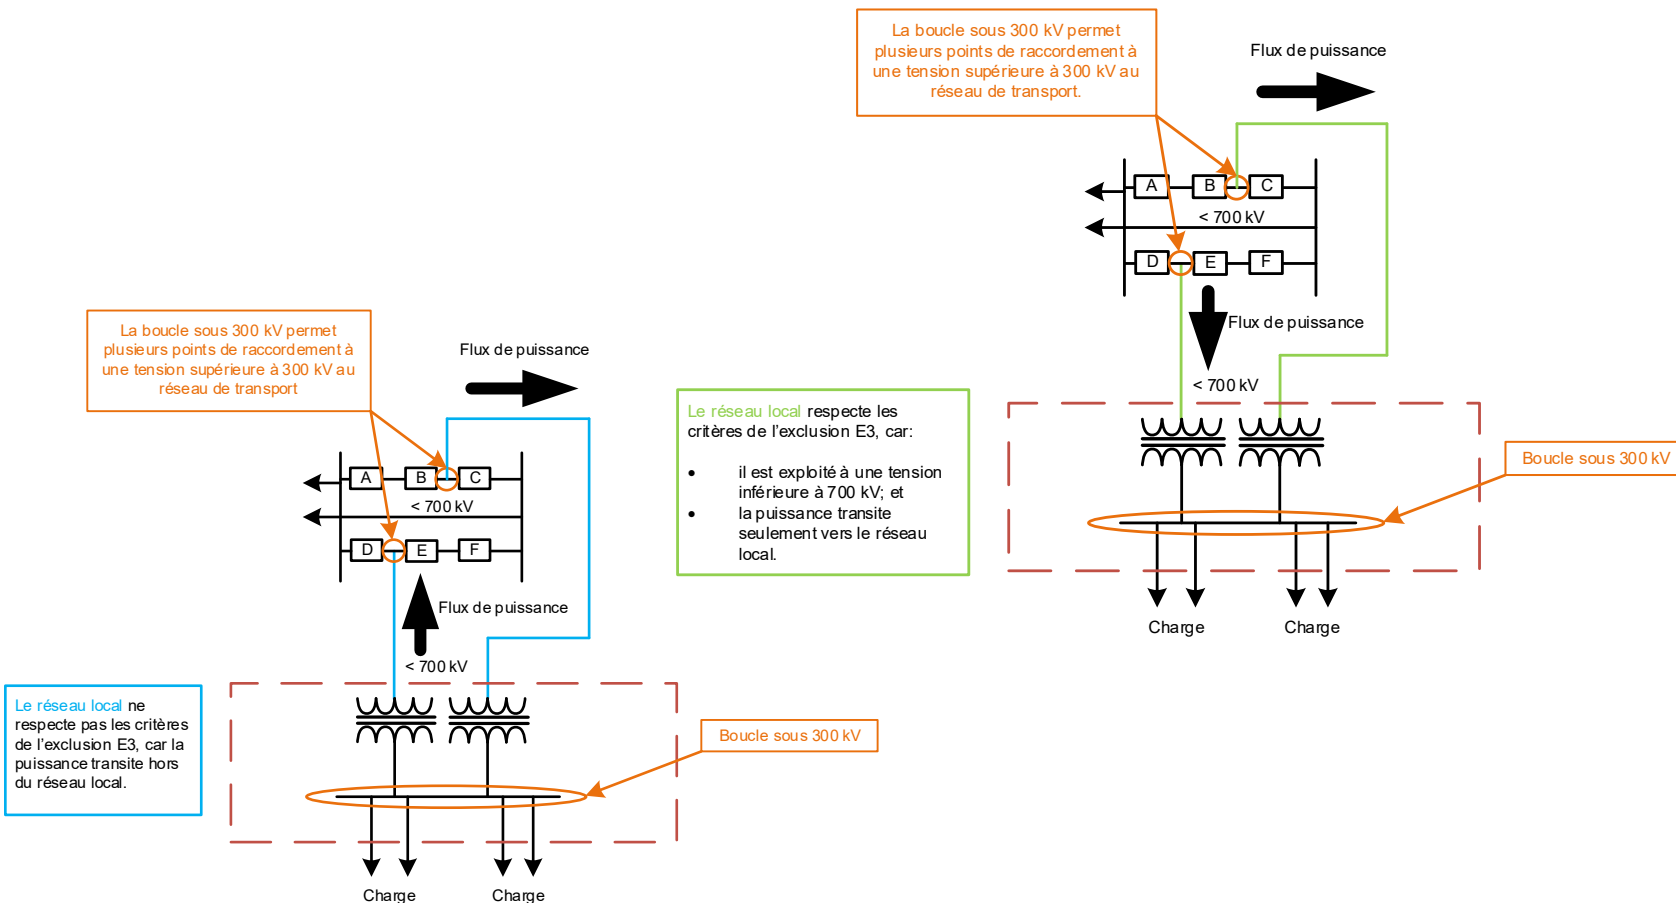 La boucle sous 300 kV permet
plusieurs points de raccordement à
une tension supérieure à 300 kV au
réseau de transport
Flux de puissance
A
B
C
< 700 kV
D
E
F
Flux de puissance
< 700 kV
Le réseau local ne
respecte pas les critères
de l'exclusion E3, car la
puissance transite hors
du réseau local.
Boucle sous 300 kV
Charge
Charge
La boucle sous 300 kV permet
plusieurs points de raccordement à
une tension supérieure à 300 kV au
réseau de transport.
Flux de puissance
A
B
C
< 700 kV
D
E
F
Flux de puissance
< 700 kV
Le réseau local respecte les
critères de l'exclusion E3, car:
• il est exploité à une tension
inférieure à 700 kV; et
• la puissance transite
seulement vers le réseau
local.
Boucle sous 300 kV
Charge
Charge